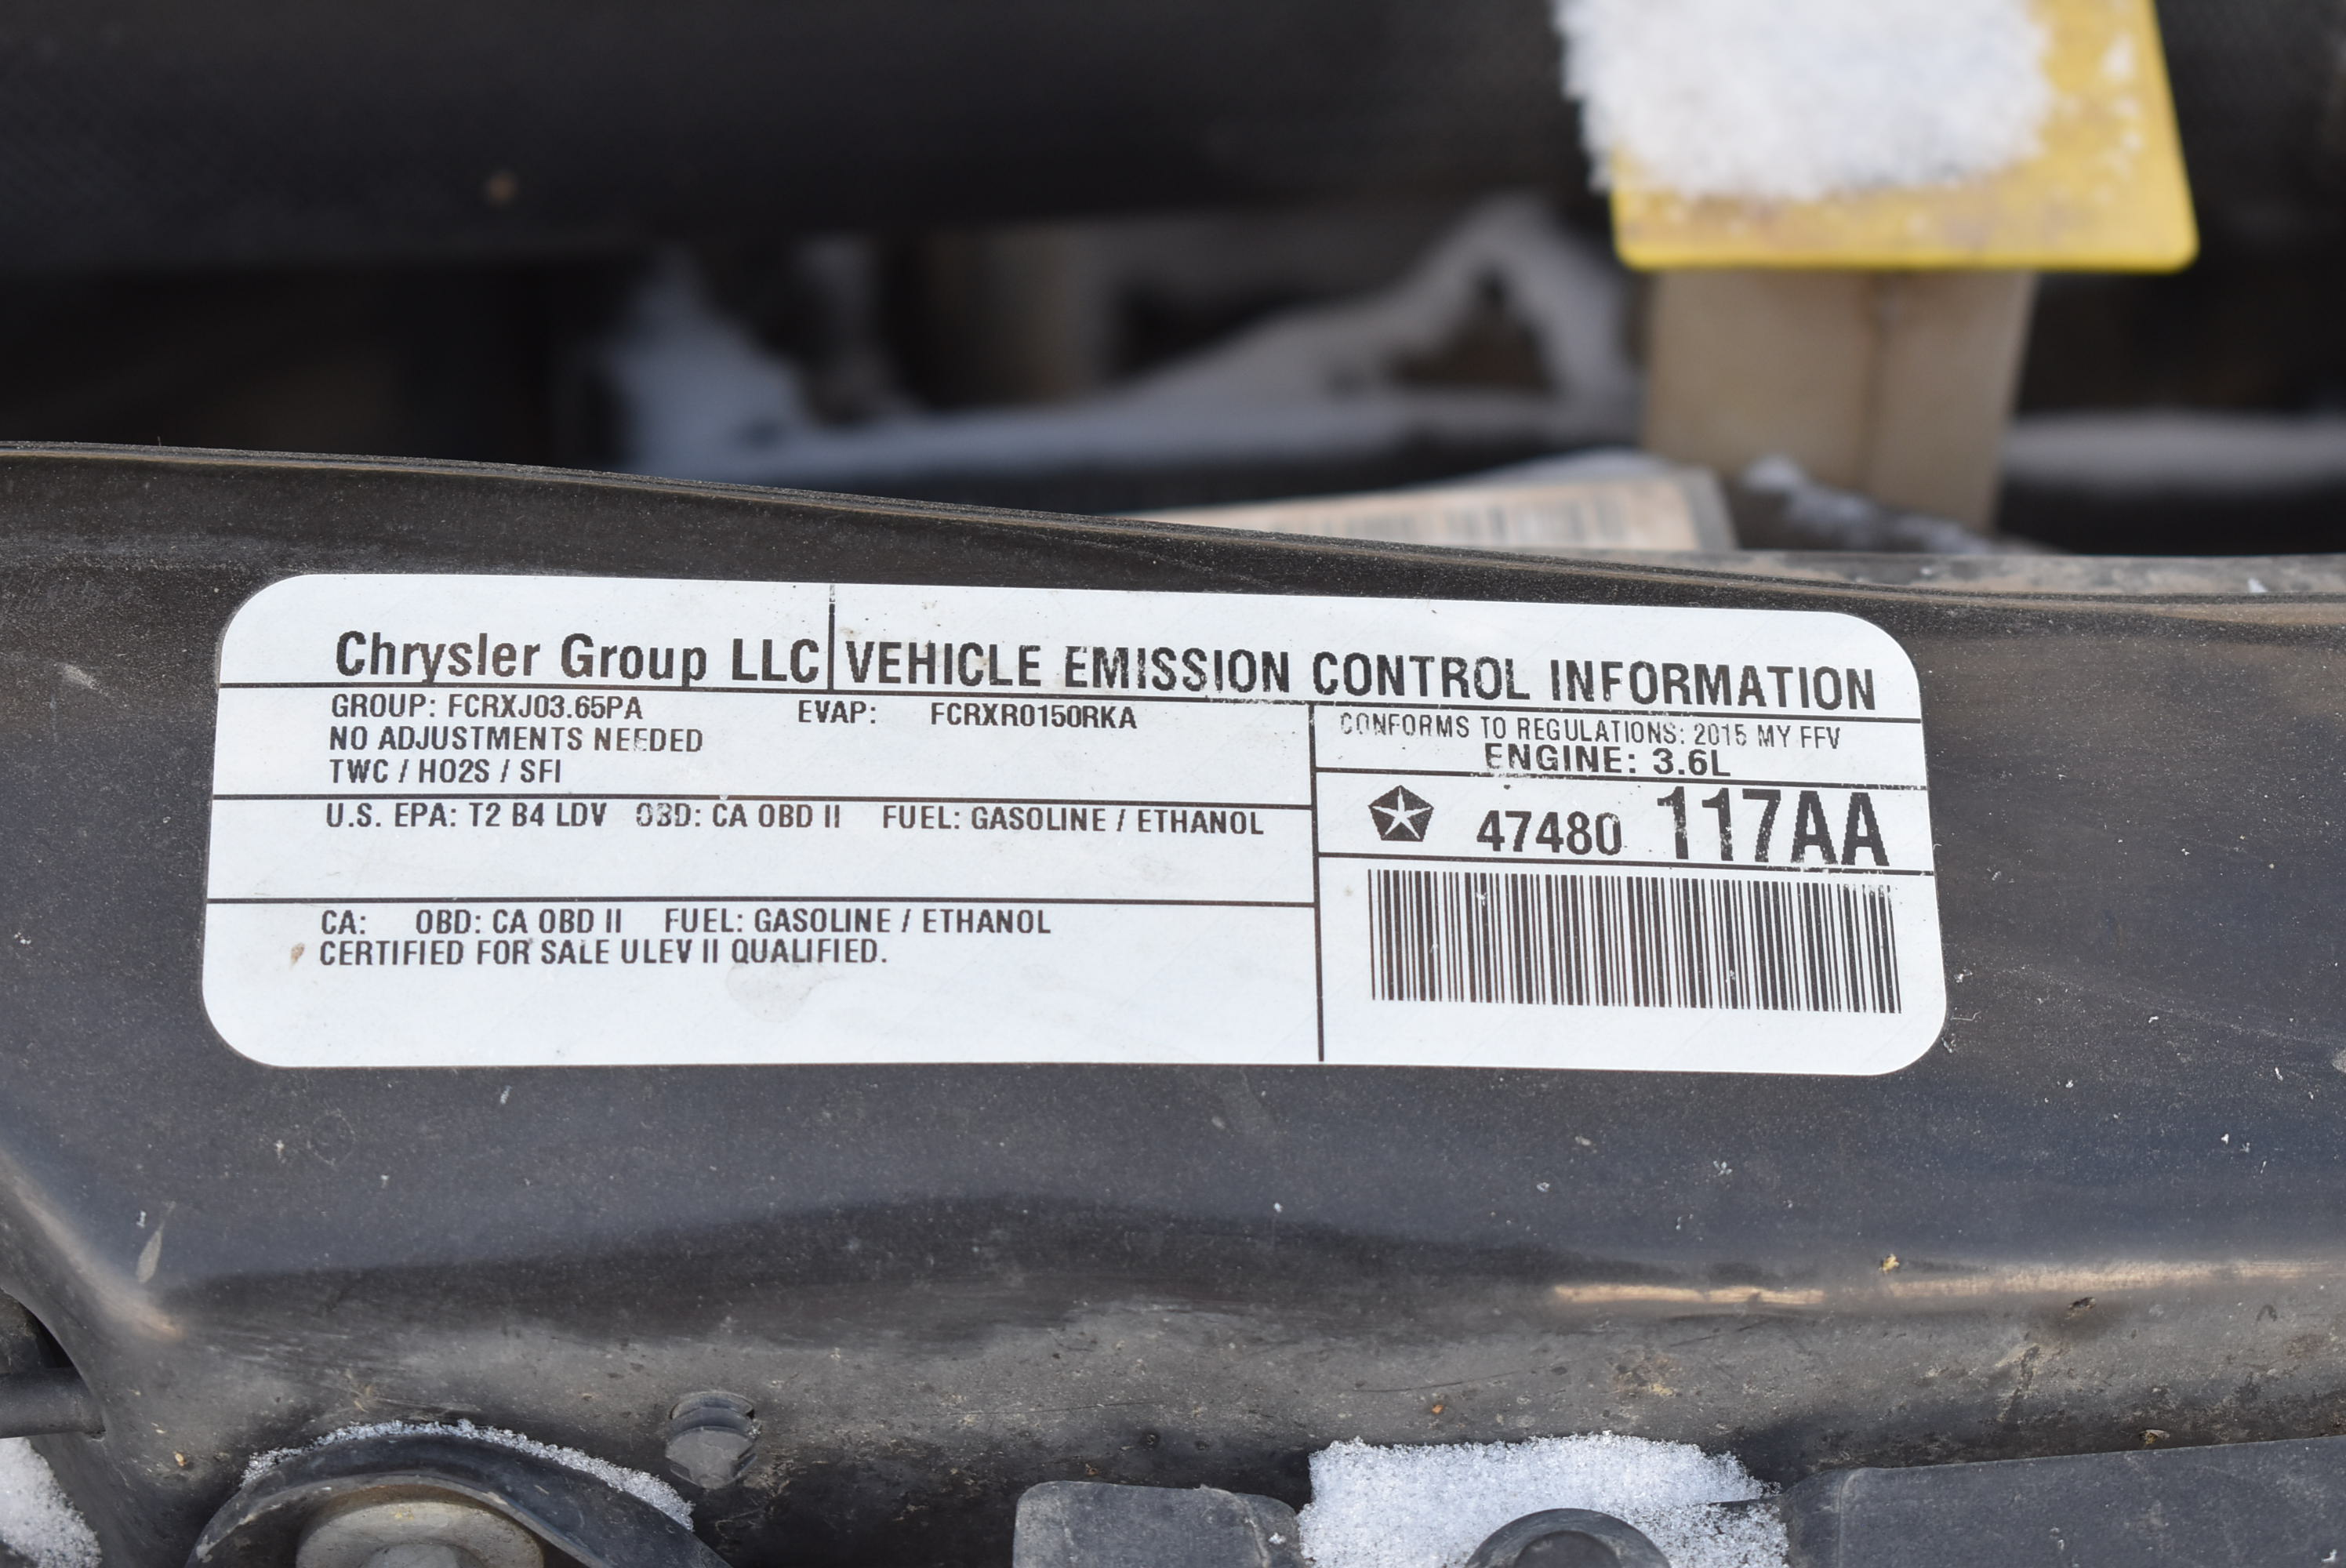 Chrysler Group LLC VEHICLE EMISSION CONTROL INFORMATION
GROUP: FCRXJ03.65PA EVAP: FCRXR0150RKA
NO ADJUSTMENTS NEEDED
TWC / HO2S / SFI
CONFORMS TO REGULATIONS: 2015 MY FFV
ENGINE: 3.6L
U.S. EPA: T2 B4 LDV OBD: CA OBD II FUEL: GASOLINE / ETHANOL
47480 117AA
CA: OBD: CA OBD II FUEL: GASOLINE / ETHANOL
CERTIFIED FOR SALE ULEV II QUALIFIED.